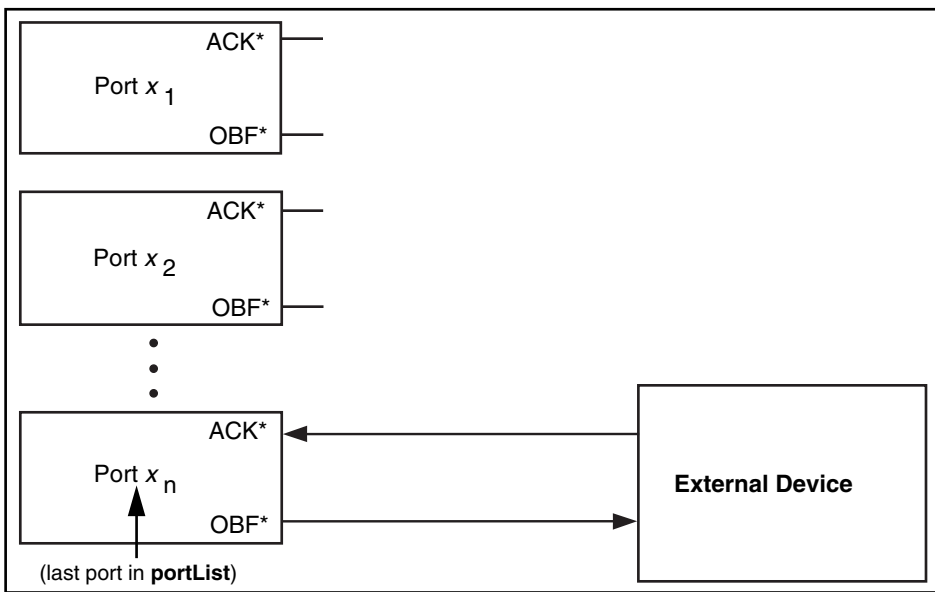 ACK*
Port x 1
OBF*
ACK*
Port x 2
OBF*
ACK*
Port x n
OBF*
External Device
(last port in portList)